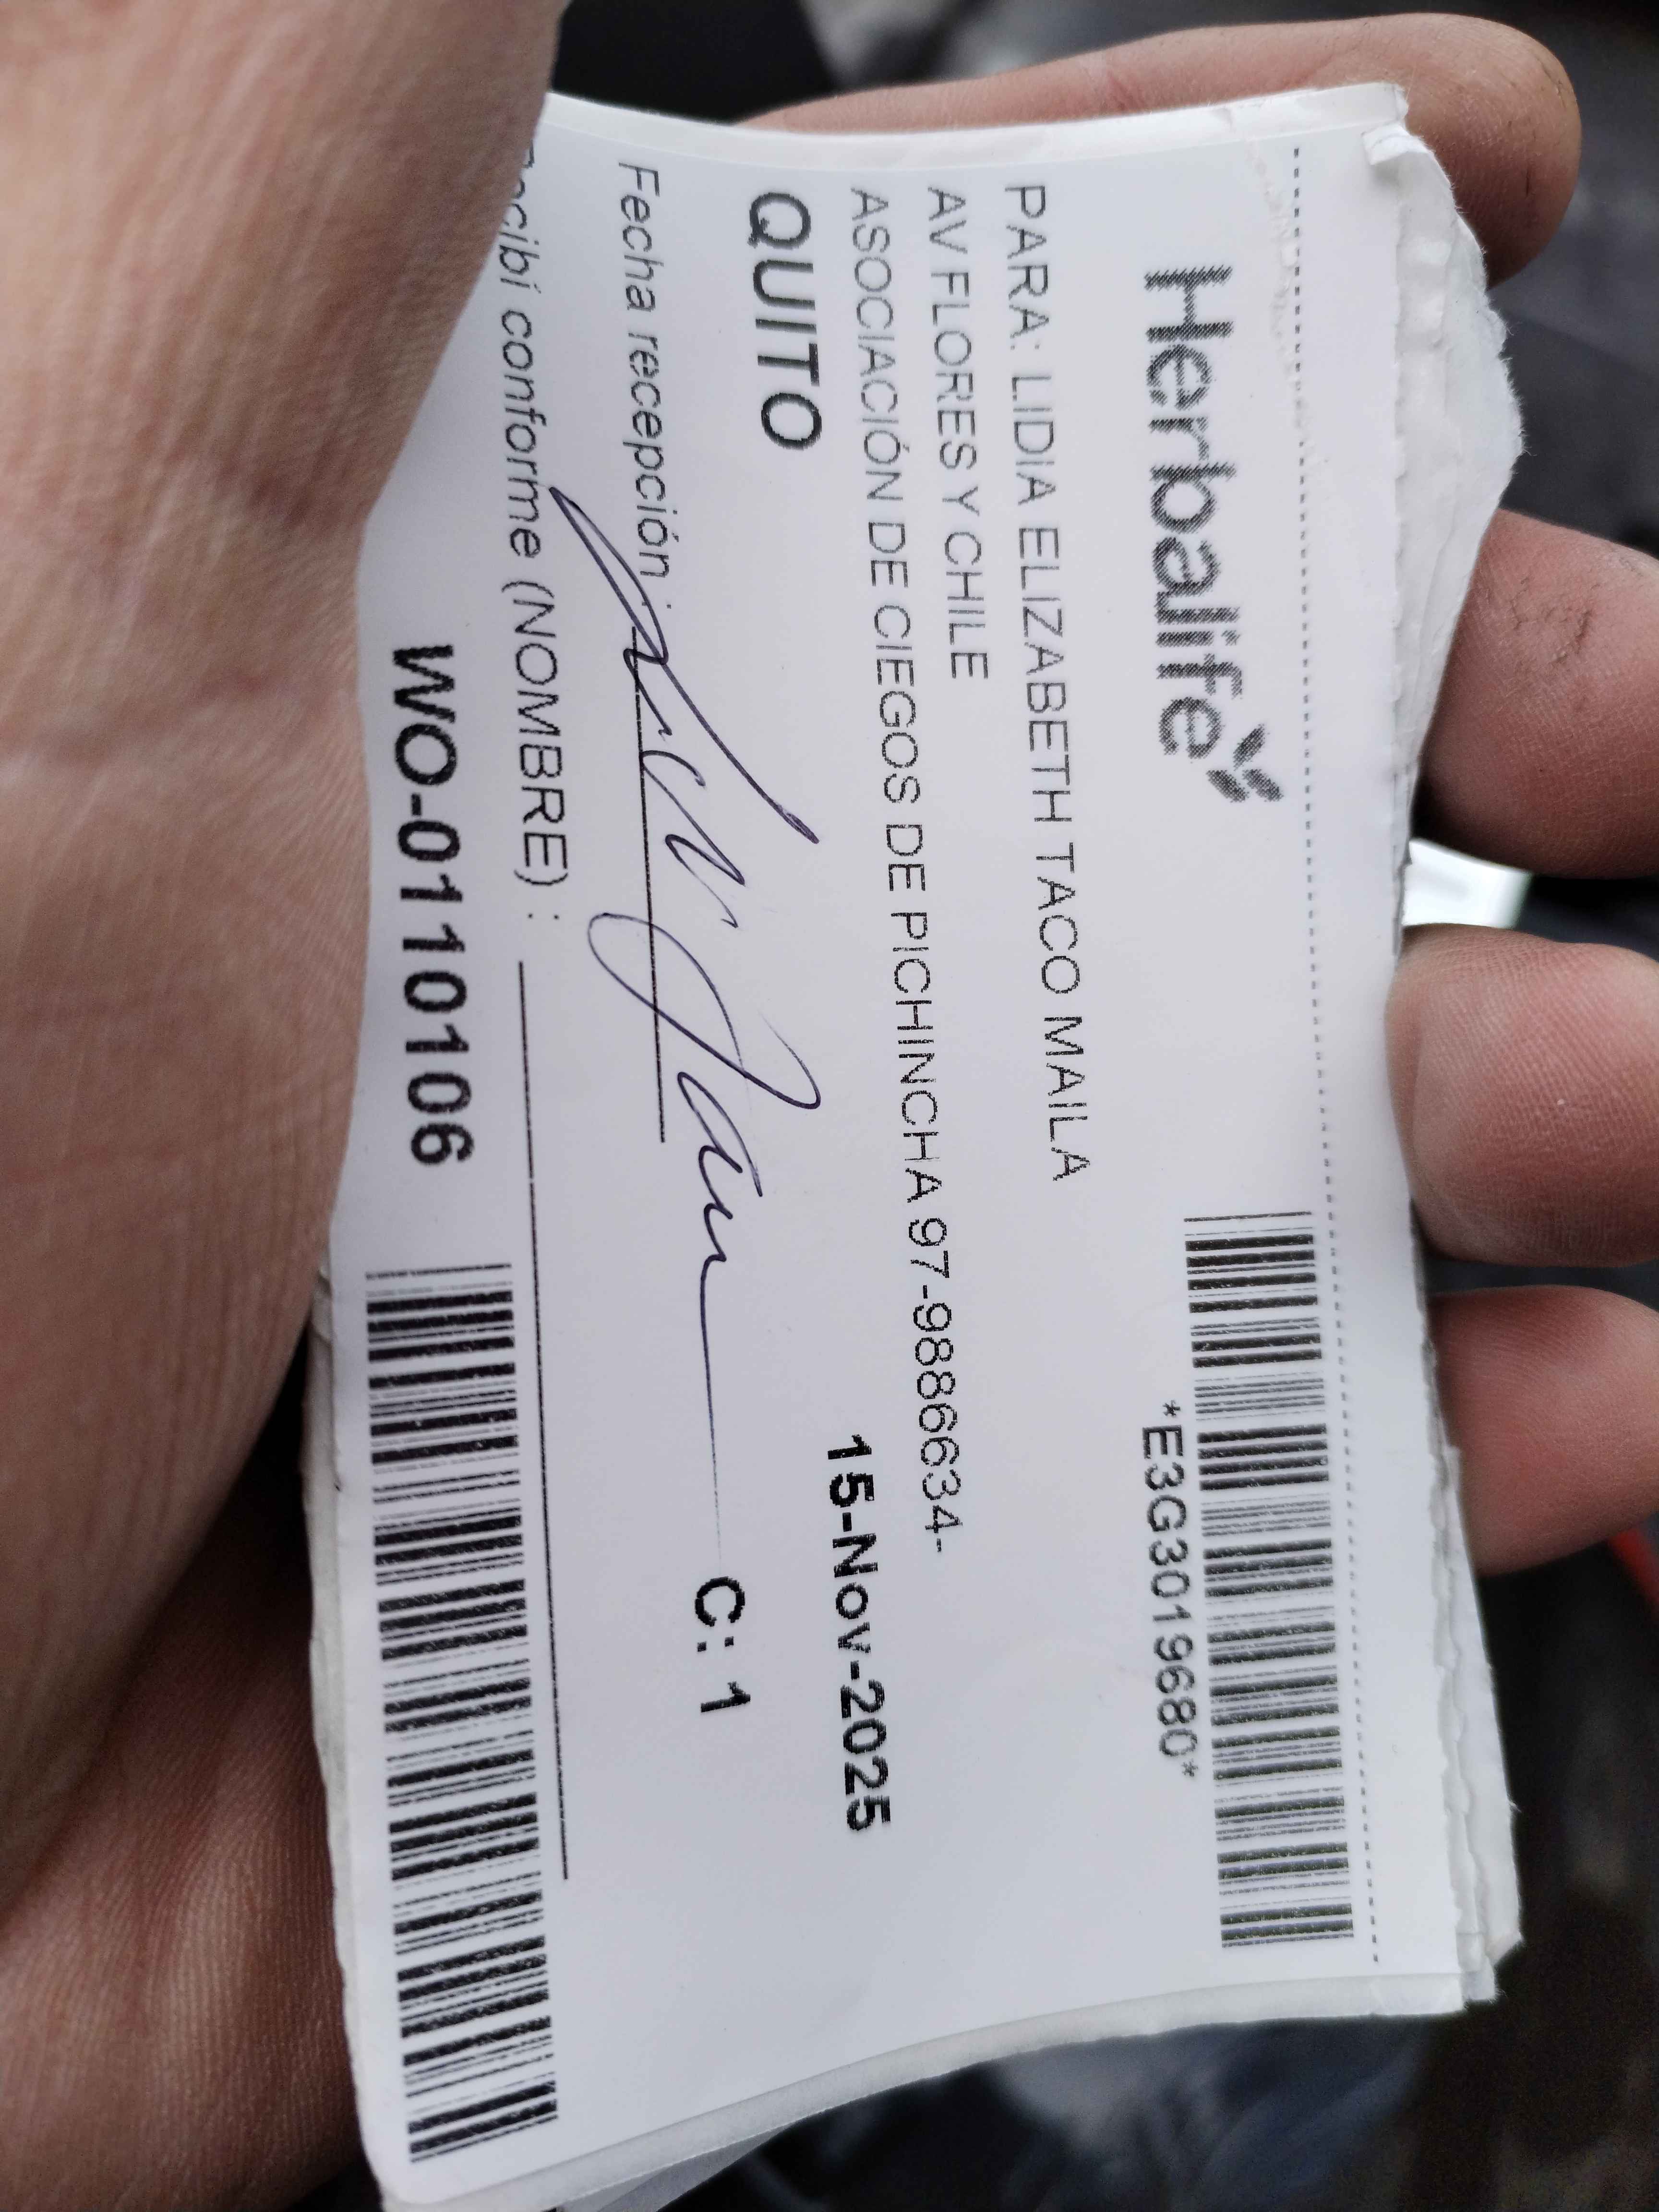 Herbalife
*E3G3019680*
PARA: LIDIA ELIZABETH TACO MAILA
AV FLORES Y CHILE
ASOCIACIÓN DE CIEGOS DE PICHINCHA 97-9886634-
QUITO
15-Nov-2025
Fecha recepción :
C: 1
Recibí conforme (NOMBRE) :
WO-0110106